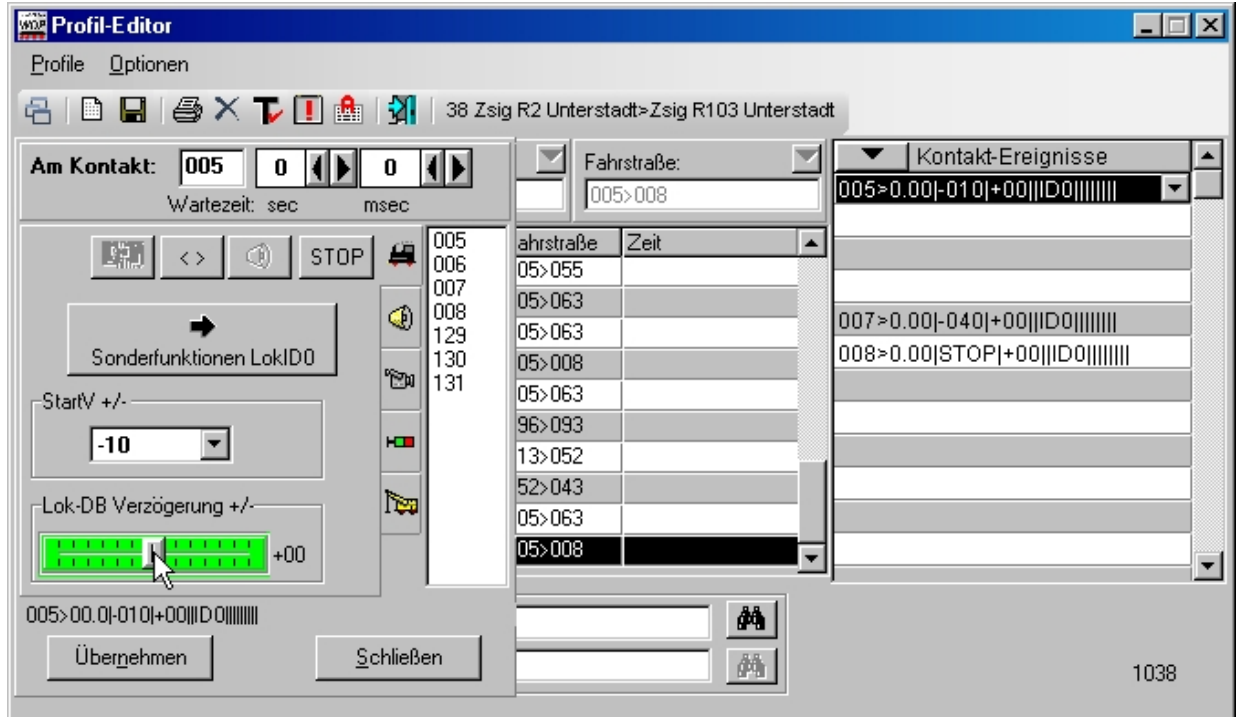 WDP Profil-Editor
Profile Optionen
38 Zsig R2 Unterstadt>Zsig R103 Unterstadt
Am Kontakt: 005 0 0
Wartezeit: sec msec
< > STOP
Sonderfunktionen LokID0
StartV +/-
-10
Lok-DB Verzögerung +/-
+00
005>00.0|-010|+00|||ID0||||||||
Übernehmen Schließen
005
006
007
008
129
130
131
Fahrstraße:
005>008
ahrstraße Zeit
05>055
05>063
05>063
05>008
05>063
96>093
13>052
52>043
05>063
05>008
Kontakt-Ereignisse
005>0.00|-010|+00|||ID0||||||||
007>0.00|-040|+00|||ID0||||||||
008>0.00|STOP|+00|||ID0||||||||
1038